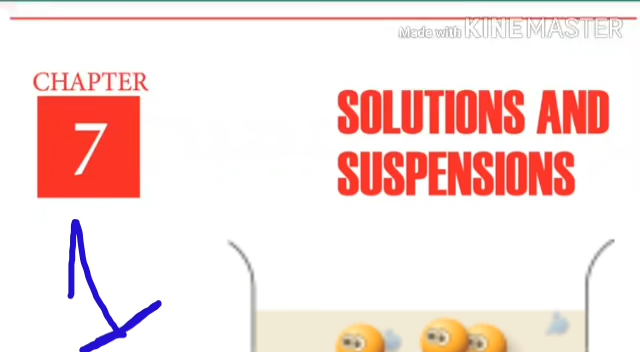 Made with KINEMASTER
CHAPTER
7
SOLUTIONS AND
SUSPENSIONS